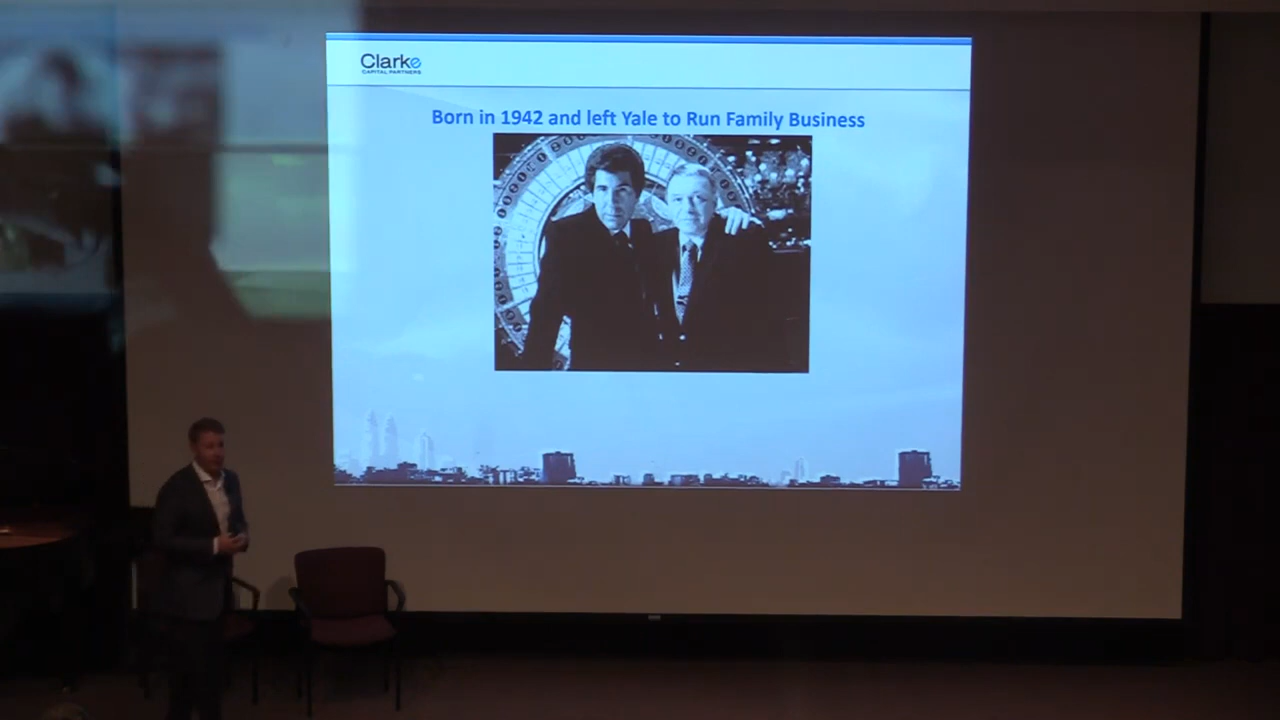 Clarke
CAPITAL PARTNERS
Born in 1942 and left Yale to Run Family Business